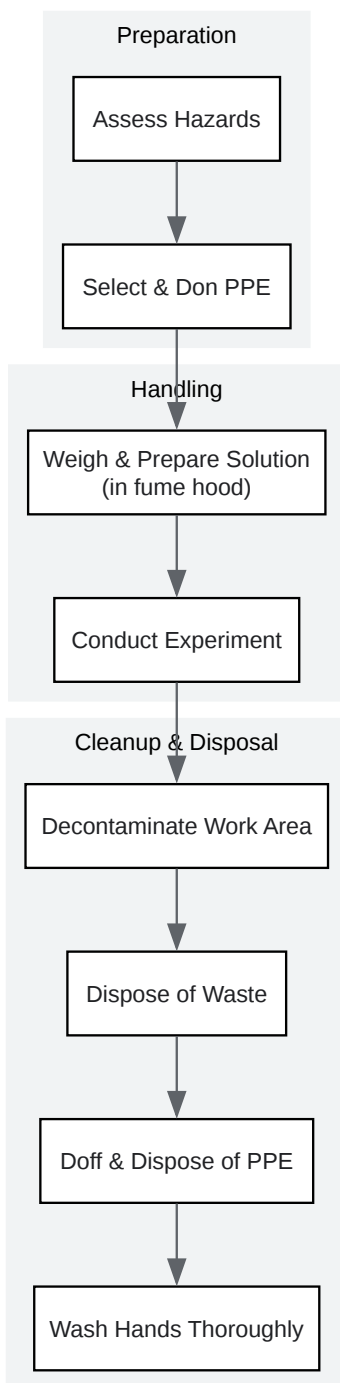 Preparation
Assess Hazards
Select & Don PPE
Handling
Weigh & Prepare Solution
(in fume hood)
Conduct Experiment
Cleanup & Disposal
Decontaminate Work Area
Dispose of Waste
Doff & Dispose of PPE
Wash Hands Thoroughly